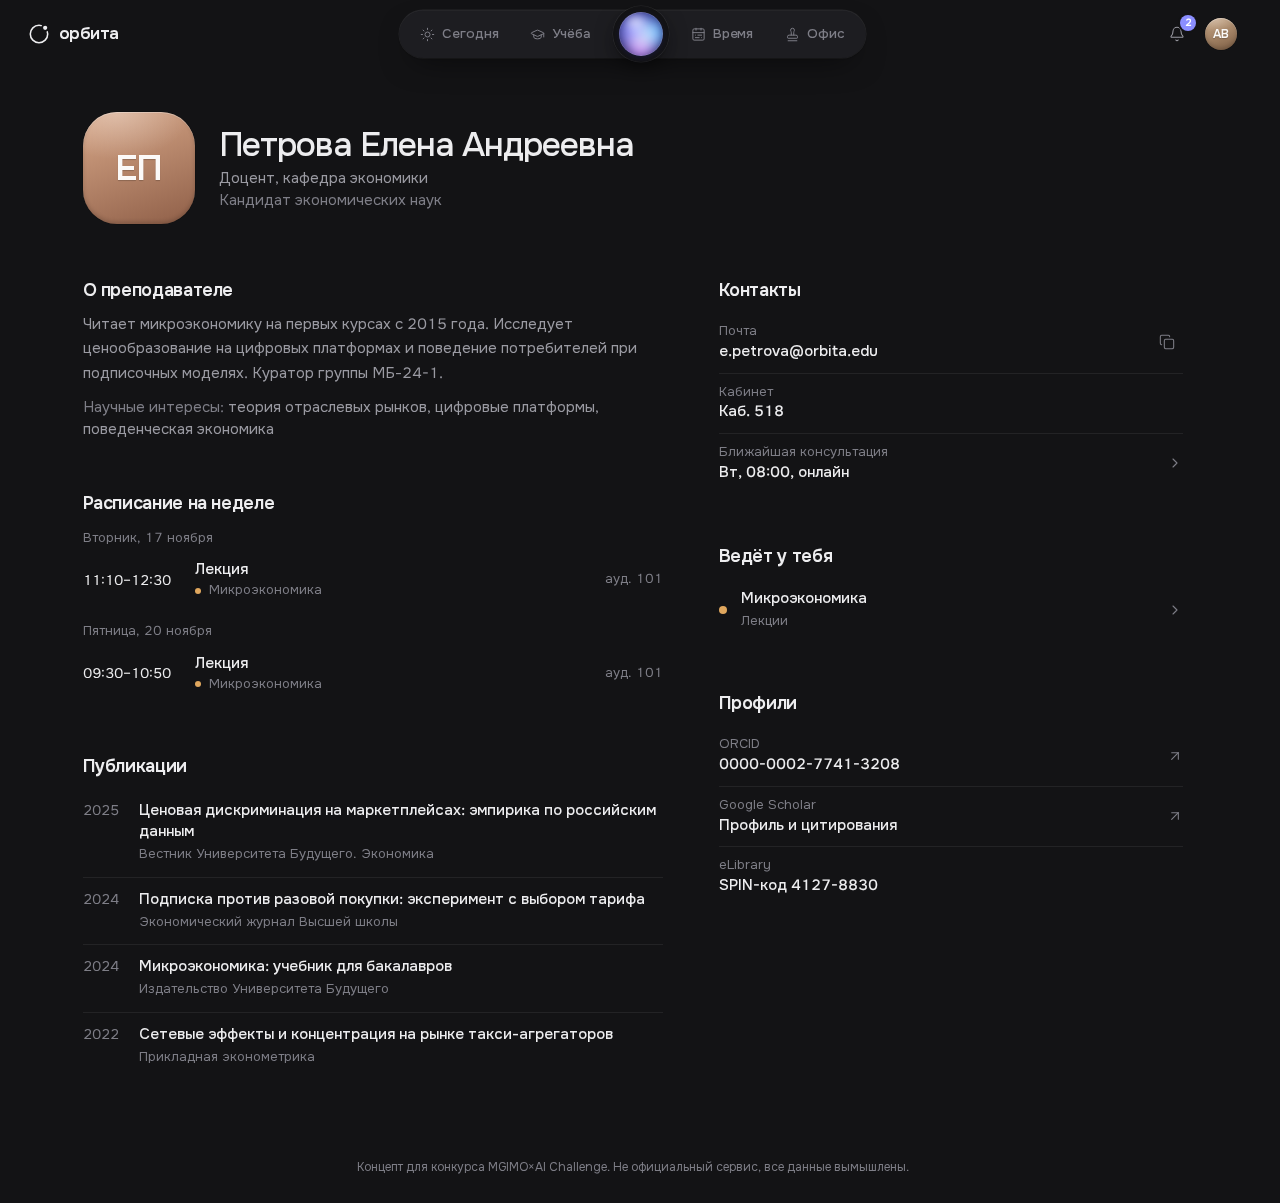 орбита
Сегодня
Учёба
Время
Офис
2
АВ
ЕП
Петрова Елена Андреевна
Доцент, кафедра экономики
Кандидат экономических наук
О преподавателе
Читает микроэкономику на первых курсах с 2015 года. Исследует
ценообразование на цифровых платформах и поведение потребителей при
подписочных моделях. Куратор группы МБ-24-1.
Научные интересы: теория отраслевых рынков, цифровые платформы,
поведенческая экономика
Расписание на неделе
Вторник, 17 ноября
11:10–12:30
Лекция
Микроэкономика
ауд. 101
Пятница, 20 ноября
09:30–10:50
Лекция
Микроэкономика
ауд. 101
Публикации
2025
Ценовая дискриминация на маркетплейсах: эмпирика по российским
данным
Вестник Университета Будущего. Экономика
2024
Подписка против разовой покупки: эксперимент с выбором тарифа
Экономический журнал Высшей школы
2024
Микроэкономика: учебник для бакалавров
Издательство Университета Будущего
2022
Сетевые эффекты и концентрация на рынке такси-агрегаторов
Прикладная эконометрика
Контакты
Почта
e.petrova@orbita.edu
Кабинет
Каб. 518
Ближайшая консультация
Вт, 08:00, онлайн
Ведёт у тебя
Микроэкономика
Лекции
Профили
ORCID
0000-0002-7741-3208
Google Scholar
Профиль и цитирования
eLibrary
SPIN-код 4127-8830
Концепт для конкурса MGIMO×AI Challenge. Не официальный сервис, все данные вымышлены.